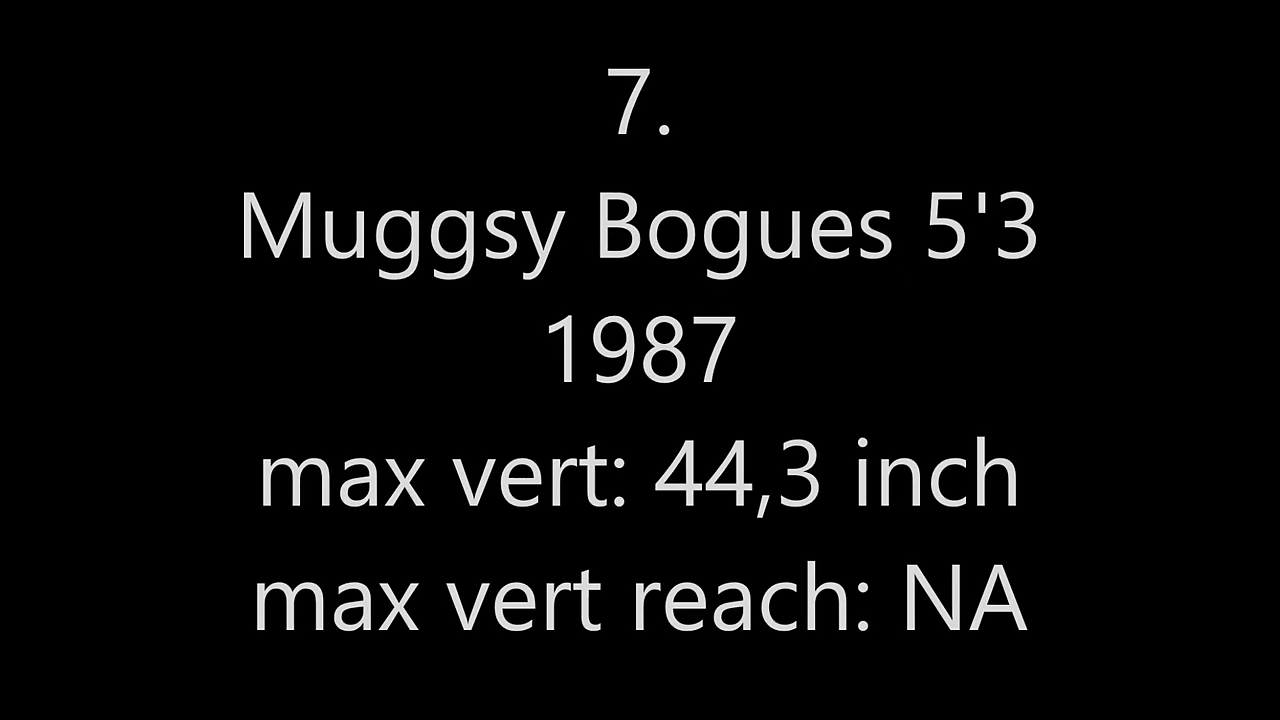 7.
Muggsy Bogues 5'3
1987
max vert: 44,3 inch
max vert reach: NA